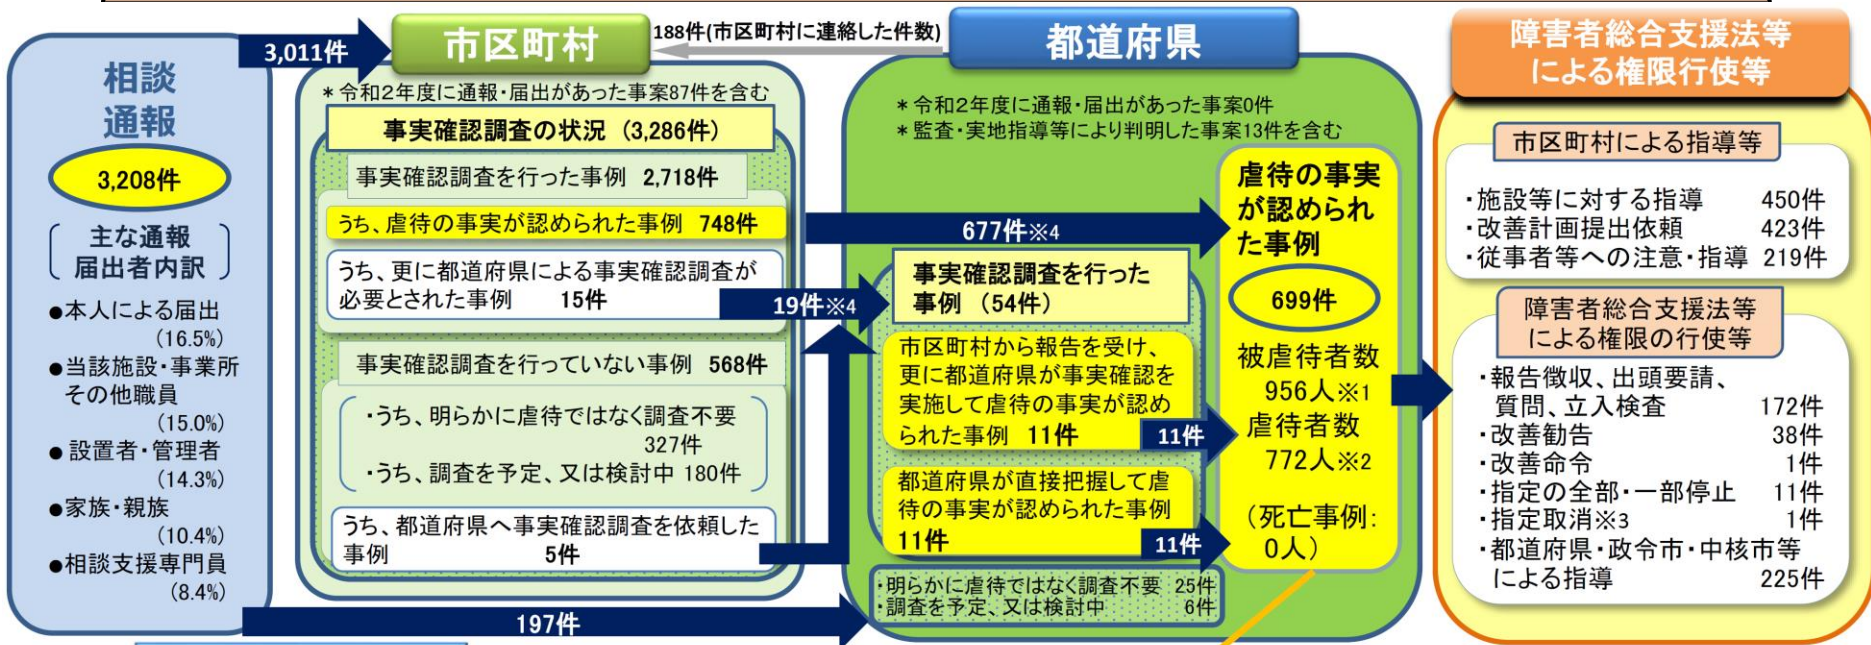 相談
通報
3,208件
主な通報
届出者内訳
●本人による届出
(16.5%)
●当該施設・事業所
その他職員
(15.0%)
●設置者・管理者
(14.3%)
●家族・親族
(10.4%)
●相談支援専門員
(8.4%)
3,011件
197件
市区町村
188件(市区町村に連絡した件数)
*令和2年度に通報・届出があった事案87件を含む
事実確認調査の状況 (3,286件)
事実確認調査を行った事例 2,718件
うち、虐待の事実が認められた事例 748件
うち、更に都道府県による事実確認調査が
必要とされた事例 15件
事実確認調査を行っていない事例 568件
・うち、明らかに虐待ではなく調査不要
327件
・うち、調査を予定、又は検討中 180件
うち、都道府県へ事実確認調査を依頼した
事例 5件
677件※4
19件※4
都道府県
*令和2年度に通報・届出があった事案0件
*監査・実地指導等により判明した事案13件を含む
事実確認調査を行った
事例 (54件)
市区町村から報告を受け、
更に都道府県が事実確認を
実施して虐待の事実が認め
られた事例 11件
11件
都道府県が直接把握して虐
待の事実が認められた事例
11件
11件
・明らかに虐待ではなく調査不要 25件
・調査を予定、又は検討中 6件
虐待の事実
が認められ
た事例
699件
被虐待者数
956人※1
虐待者数
772人※2
(死亡事例:
0人)
障害者総合支援法等
による権限行使等
市区町村による指導等
・施設等に対する指導 450件
・改善計画提出依頼 423件
・従事者等への注意・指導 219件
障害者総合支援法等
による権限の行使等
・報告徴収、出頭要請、
質問、立入検査 172件
・改善勧告 38件
・改善命令 1件
・指定の全部・一部停止 11件
・指定取消※3 1件
・都道府県・政令市・中核市等
による指導 225件